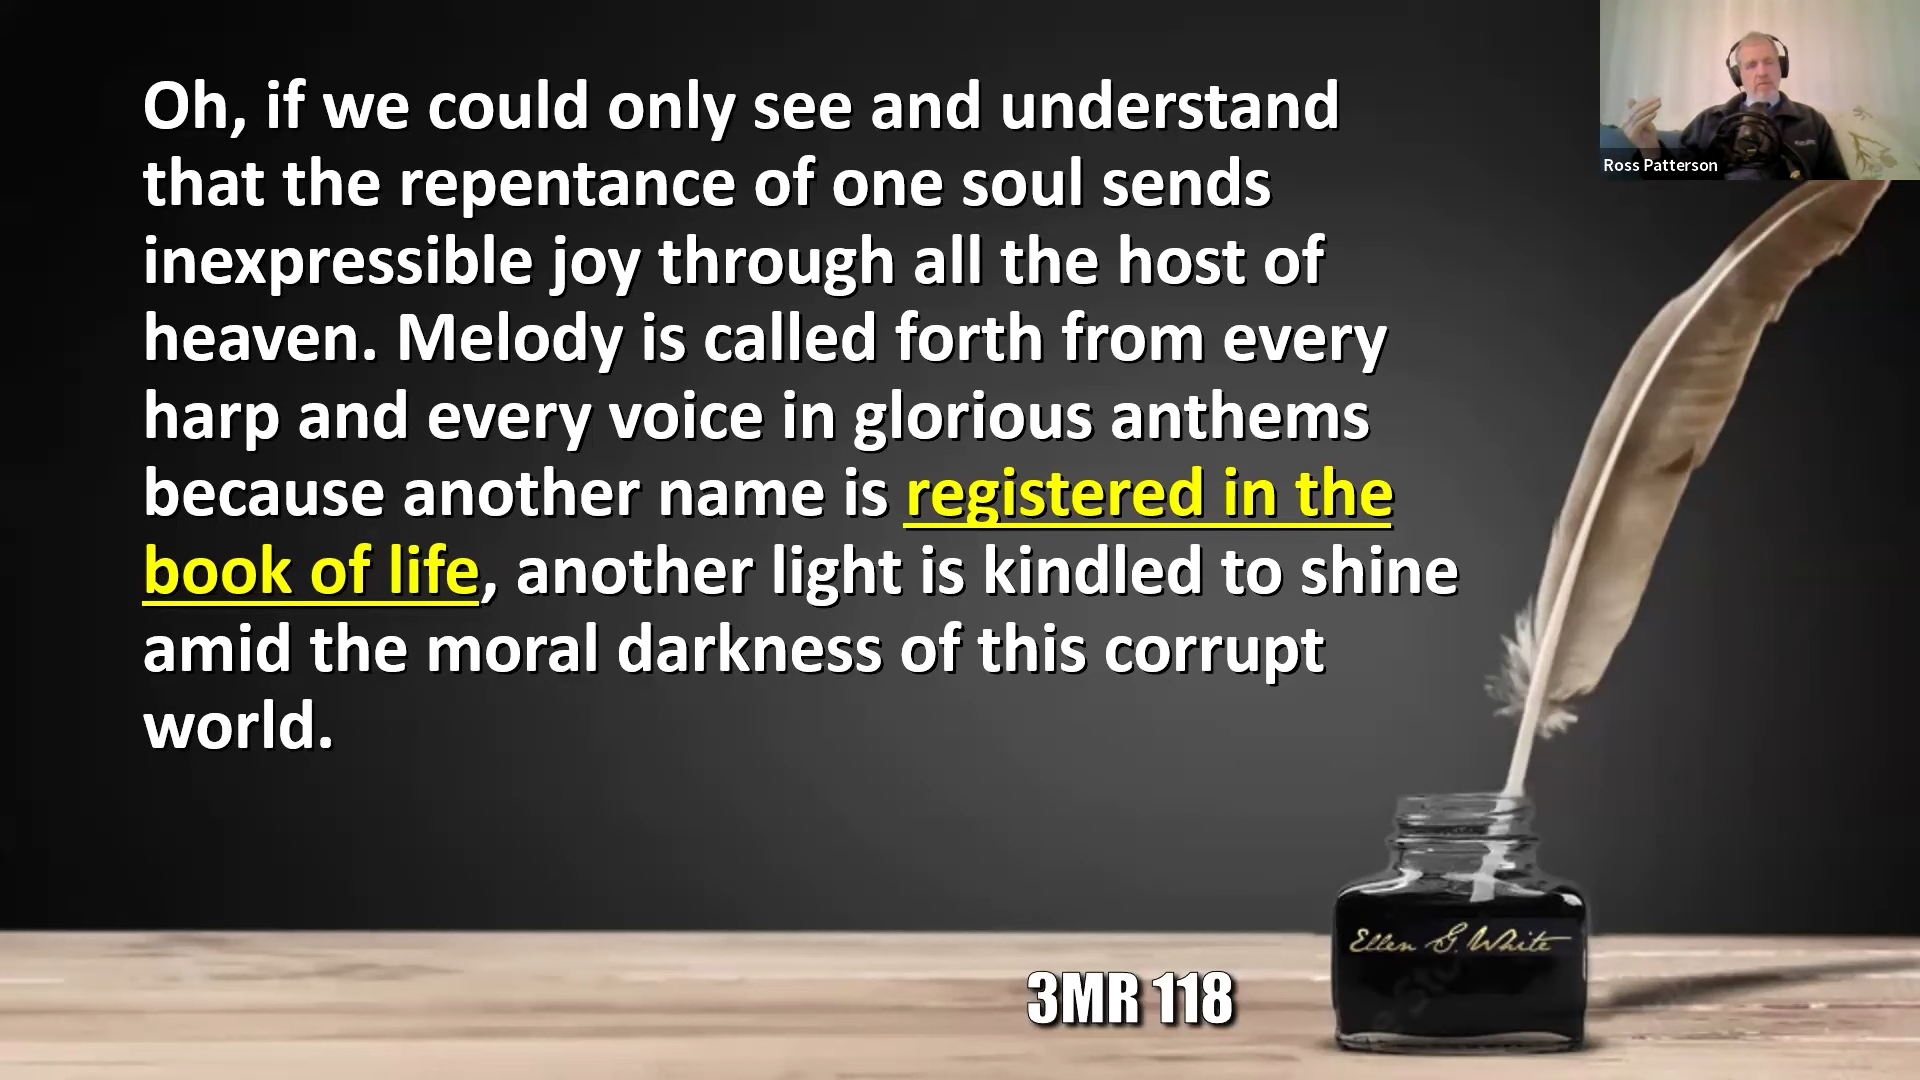 Oh, if we could only see and understand
that the repentance of one soul sends
inexpressible joy through all the host of
heaven. Melody is called forth from every
harp and every voice in glorious anthems
because another name is registered in the
book of life, another light is kindled to shine
amid the moral darkness of this corrupt
world.
Ross Patterson
Ellen G. White
3MR 118